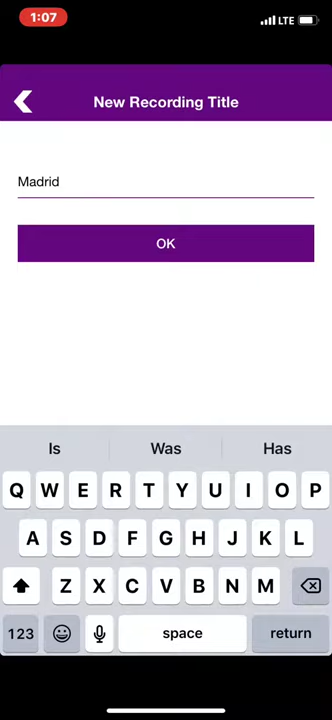 1:07
LTE
New Recording Title
Madrid
OK
Is Was Has
Q W E R T Y U I O P
A S D F G H J K L
Z X C V B N M
123 space return